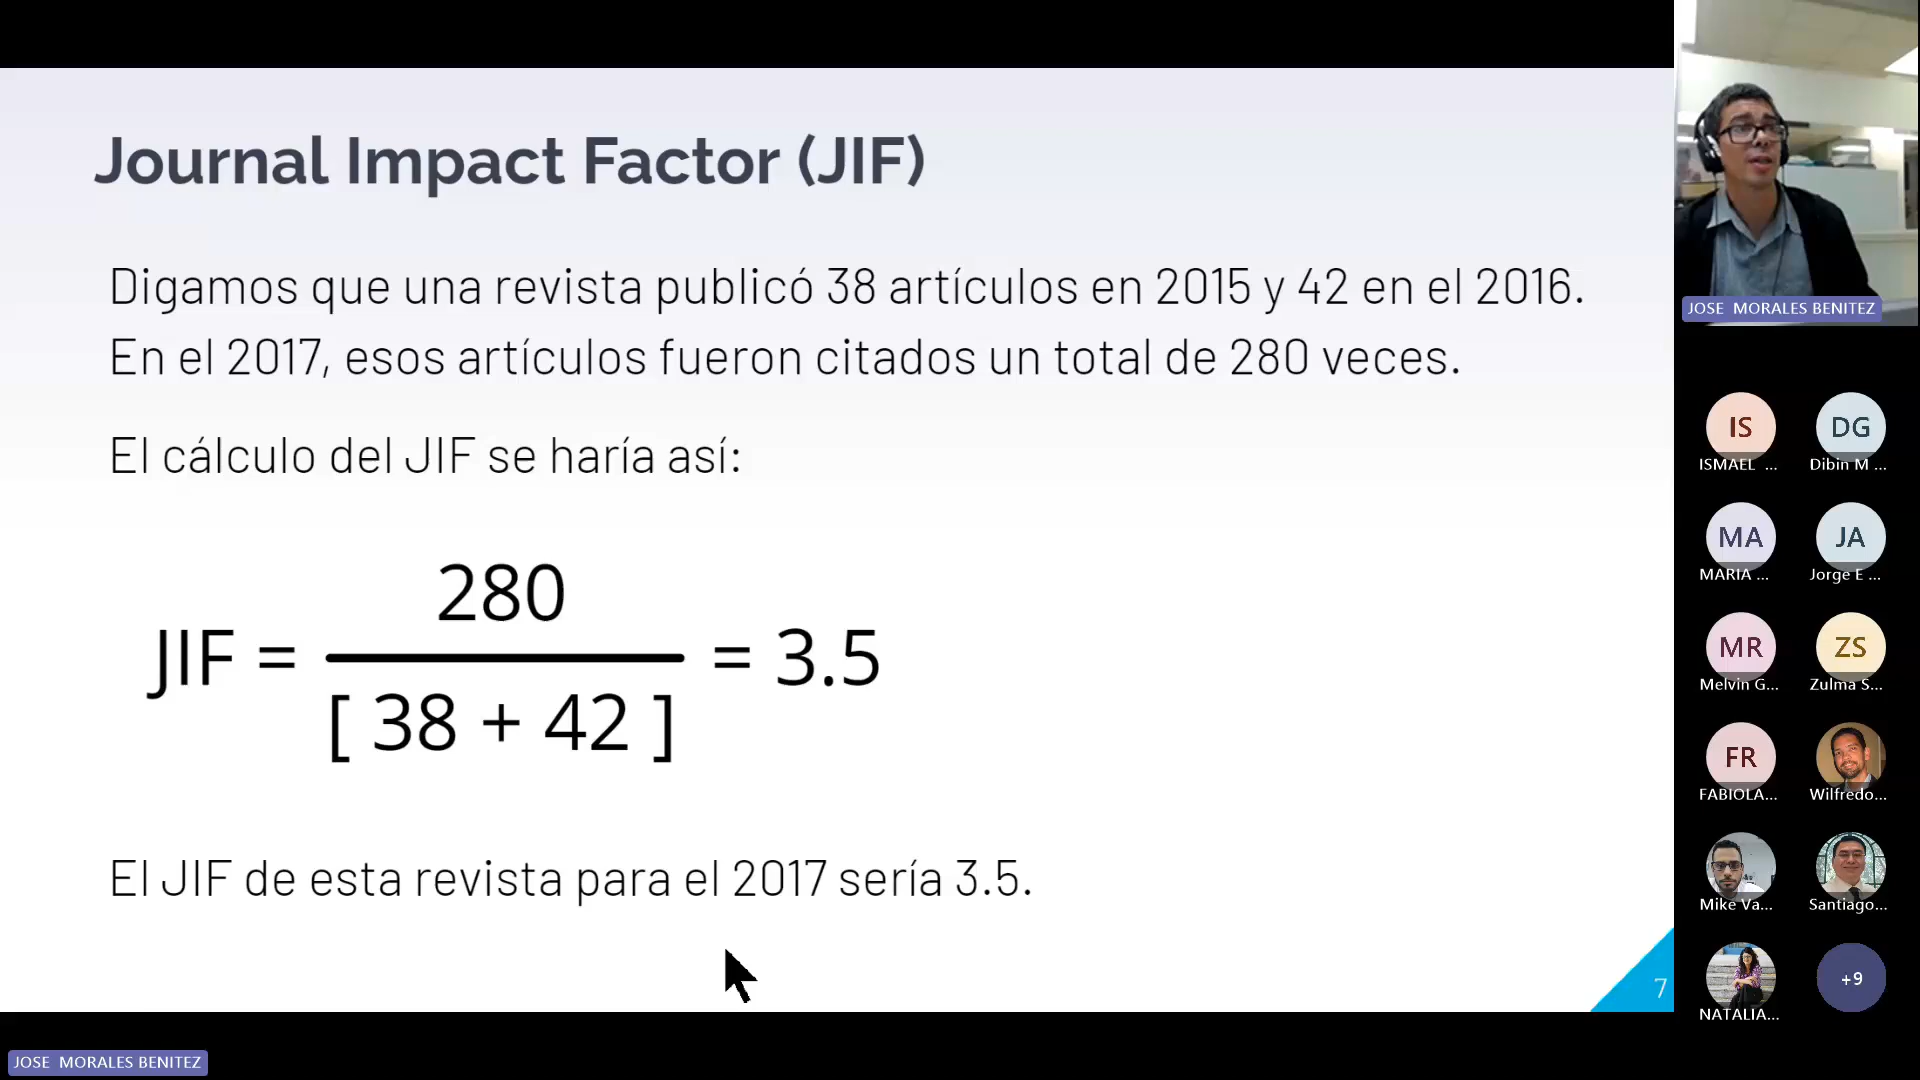 Journal Impact Factor (JIF)
Digamos que una revista publicó 38 artículos en 2015 y 42 en el 2016.
En el 2017, esos artículos fueron citados un total de 280 veces.
El cálculo del JIF se haría así:
280
JIF = = 3.5
[ 38 + 42 ]
El JIF de esta revista para el 2017 sería 3.5.
7
JOSE MORALES BENITEZ
IS
DG
ISMAEL ...
Dibin M ...
MA
JA
MARIA ...
Jorge E ...
MR
ZS
Melvin G...
Zulma S...
FR
FABIOLA...
Wilfredo...
Mike Va...
Santiago...
+9
NATALIA...
JOSE MORALES BENITEZ